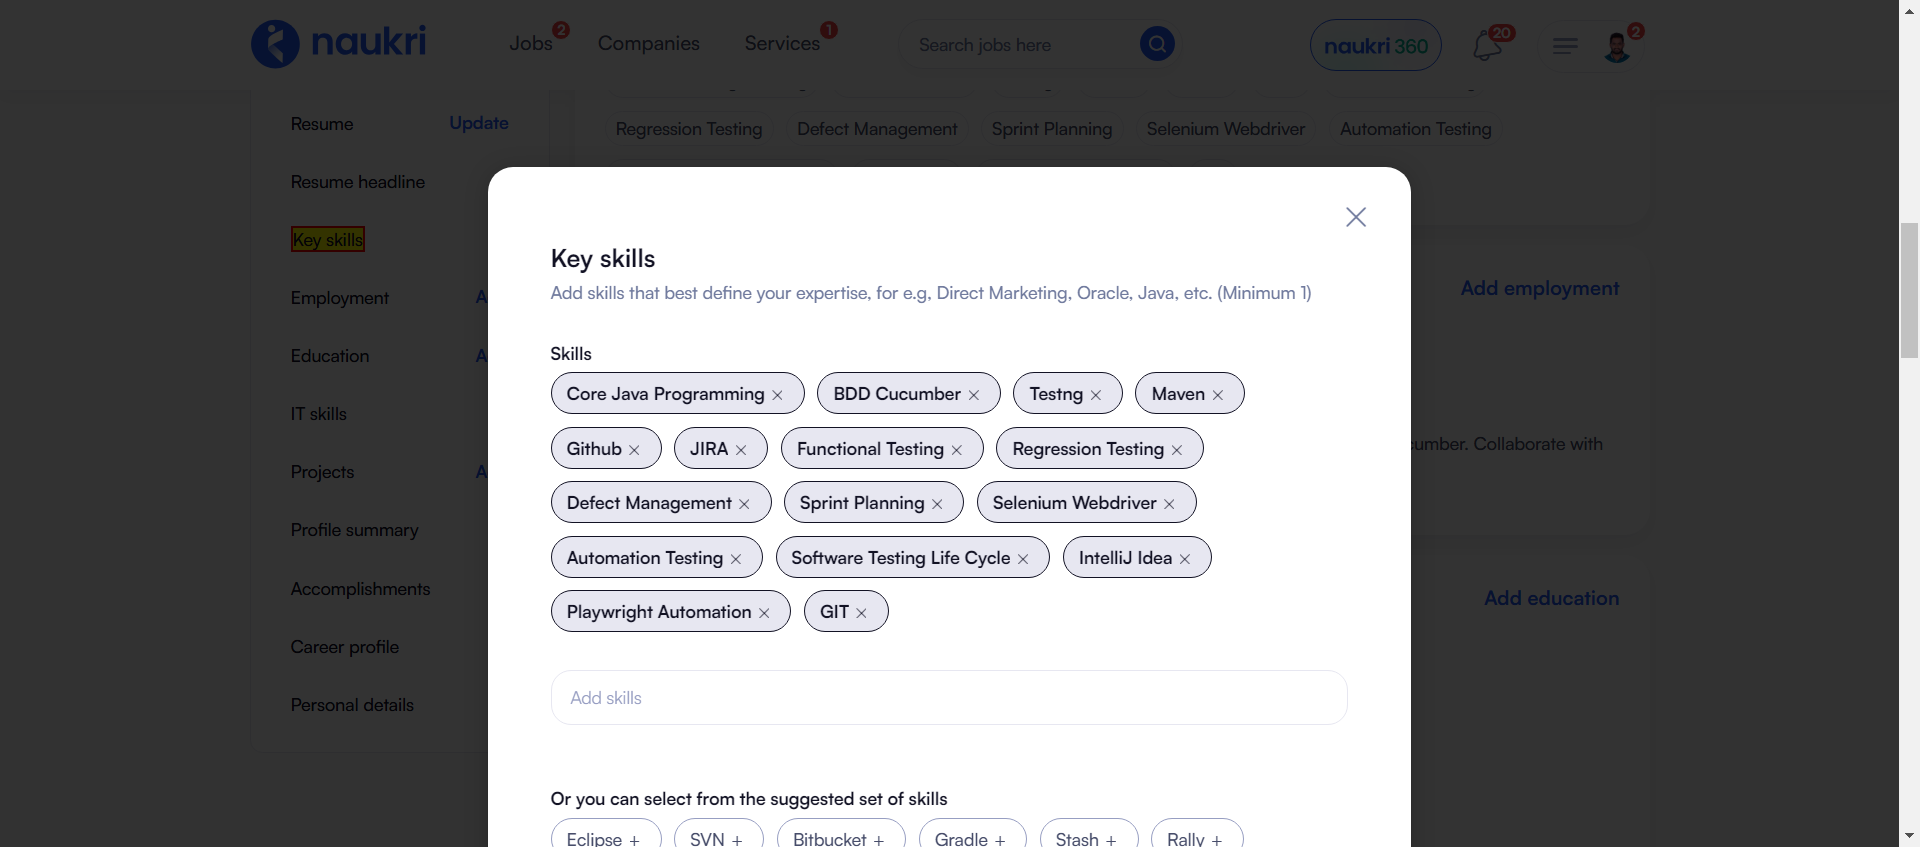 naukri
Jobs 2 Companies Services 1 Search jobs here naukri 360 20 2
Resume Update
Regression Testing Defect Management Sprint Planning Selenium Webdriver Automation Testing
Resume headline
Key skills
Employment
Education
IT skills
Projects
Profile summary
Accomplishments
Career profile
Personal details
Key skills
Add skills that best define your expertise, for e.g, Direct Marketing, Oracle, Java, etc. (Minimum 1)
Skills
Core Java Programming BDD Cucumber Testng Maven
Github JIRA Functional Testing Regression Testing
Defect Management Sprint Planning Selenium Webdriver
Automation Testing Software Testing Life Cycle IntelliJ Idea
Playwright Automation GIT
Add skills
Or you can select from the suggested set of skills
Eclipse + SVN + Bitbucket + Gradle + Stash + Rally +
Add employment
cumber. Collaborate with
Add education